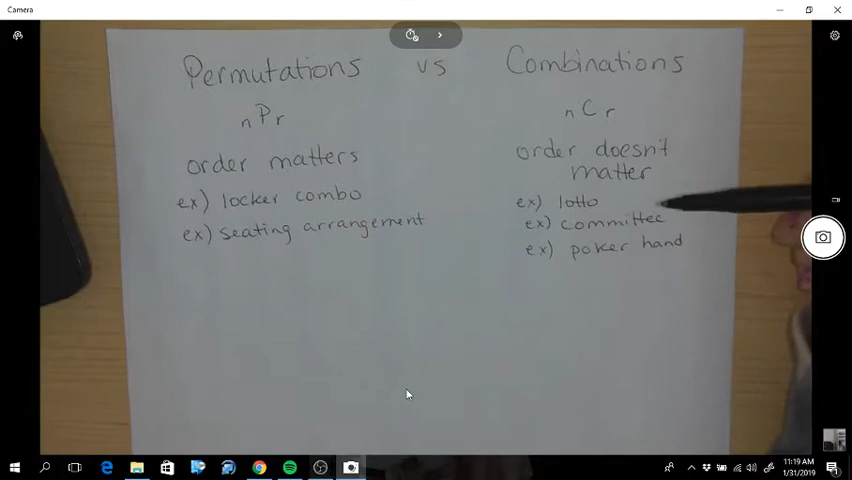 Camera
Permutations vs Combinations
nPr
nCr
order matters
order doesn't
matter
ex) locker combo
ex) seating arrangement
ex) lotto
ex) committee
ex) poker hand
11:19 AM
1/31/2019